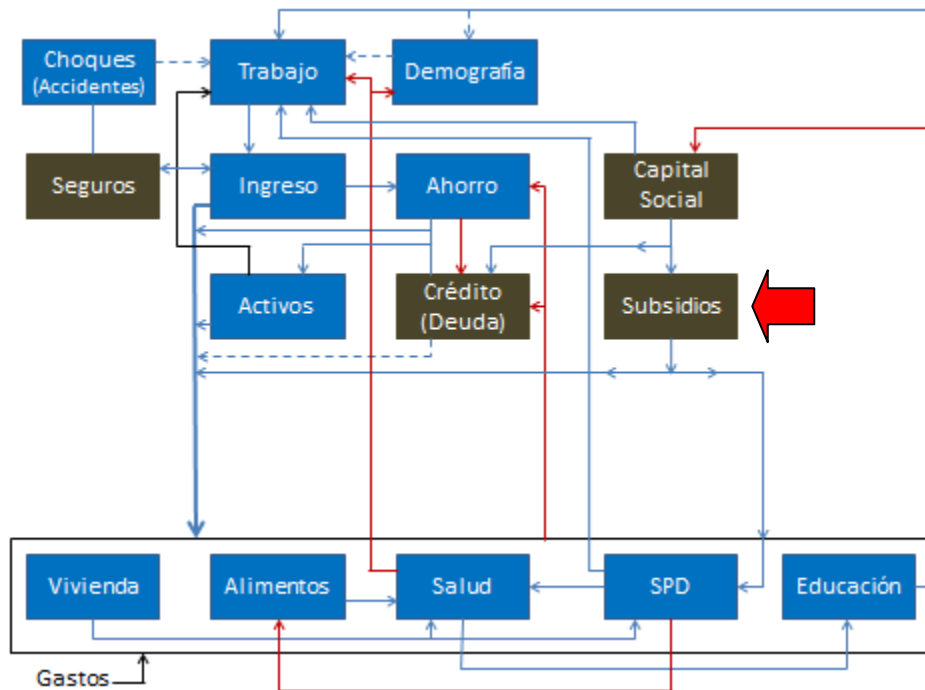 Choques
(Accidentes)
Trabajo
Demografía
Seguros
Ingreso
Ahorro
Capital
Social
Activos
Crédito
(Deuda)
Subsidios
Vivienda
Alimentos
Salud
SPD
Educación
Gastos